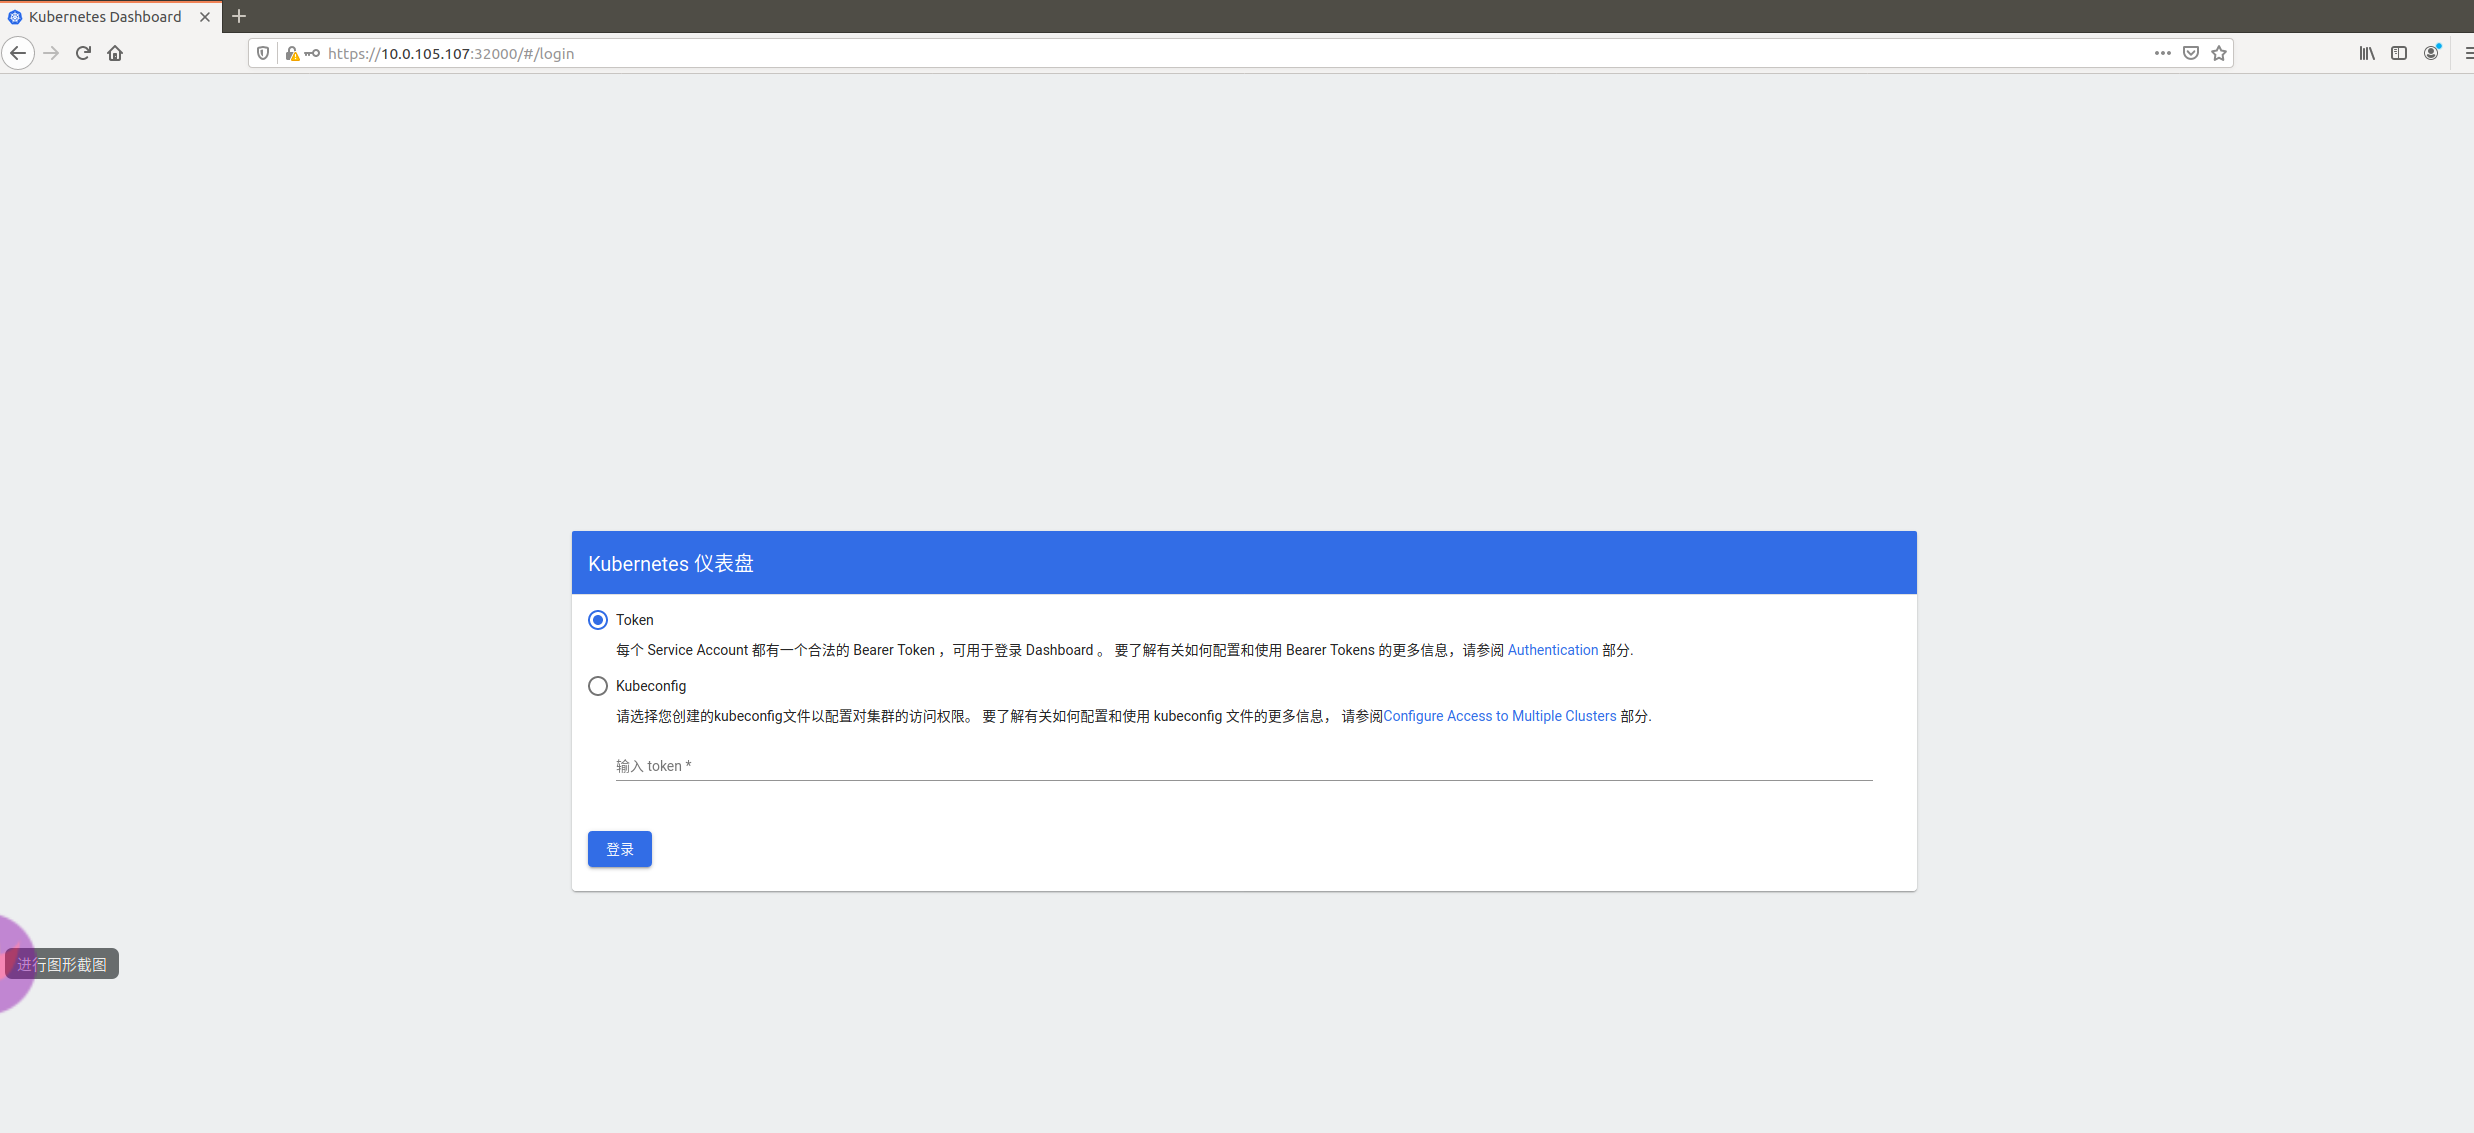 Kubernetes Dashboard
https://10.0.105.107:32000/#/login
Kubernetes 仪表盘
Token
每个 Service Account 都有一个合法的 Bearer Token ，可用于登录 Dashboard 。 要了解有关如何配置和使用 Bearer Tokens 的更多信息，请参阅 Authentication 部分.
Kubeconfig
请选择您创建的kubeconfig文件以配置对集群的访问权限。 要了解有关如何配置和使用 kubeconfig 文件的更多信息， 请参阅Configure Access to Multiple Clusters 部分.
输入 token *
登录
进行图形截图